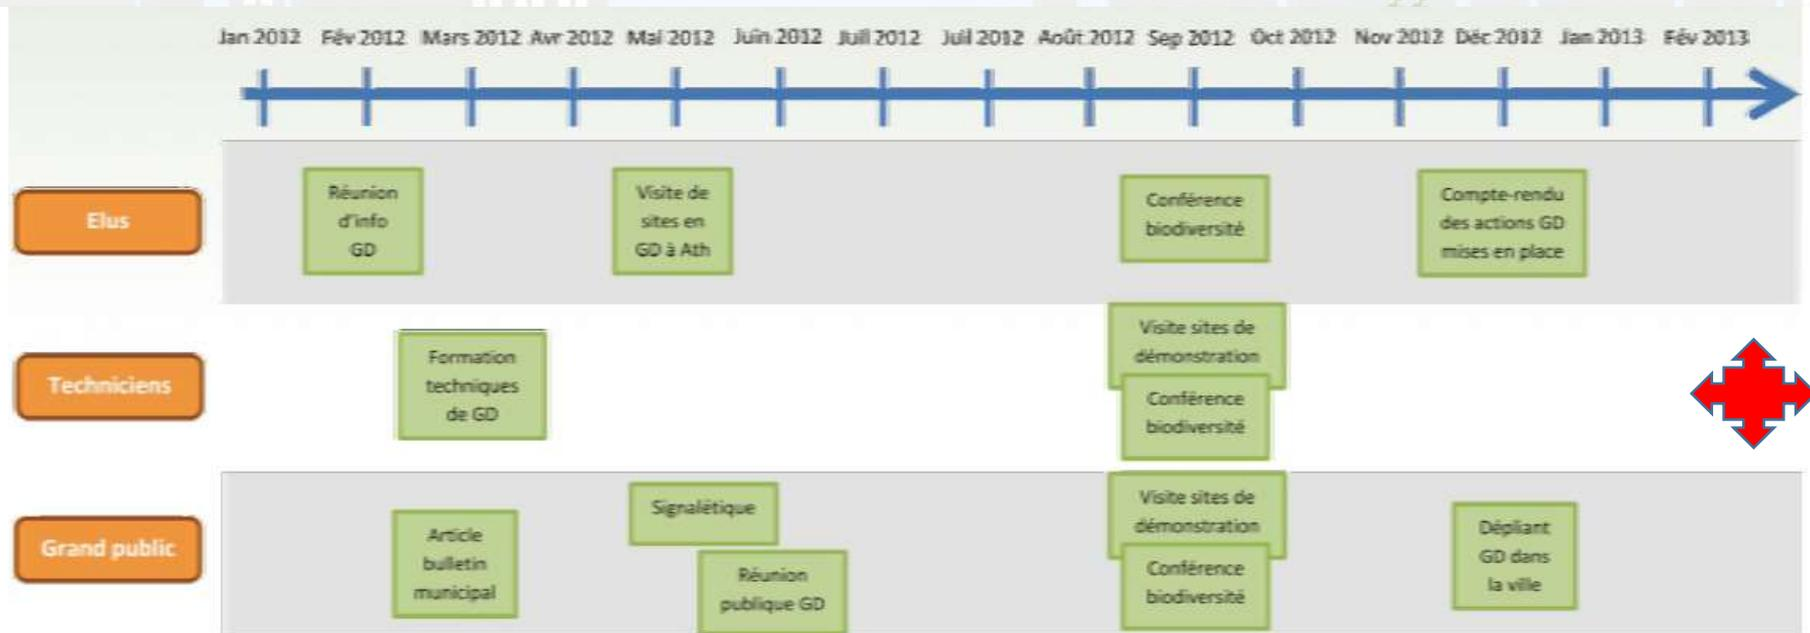 Jan 2012 Fév 2012 Mars 2012 Avr 2012 Mai 2012 Juin 2012 Juill 2012 Juil 2012 Août 2012 Sep 2012 Oct 2012 Nov 2012 Déc 2012 Jan 2013 Fév 2013
Elus
Réunion
d'info
GD
Visite de
sites en
GD à Ath
Conférence
biodiversité
Compte-rendu
des actions GD
mises en place
Techniciens
Formation
techniques
de GD
Visite sites de
démonstration
Conférence
biodiversité
Grand public
Article
bulletin
municipal
Signalétique
Réunion
publique GD
Visite sites de
démonstration
Conférence
biodiversité
Dépliant
GD dans
la ville